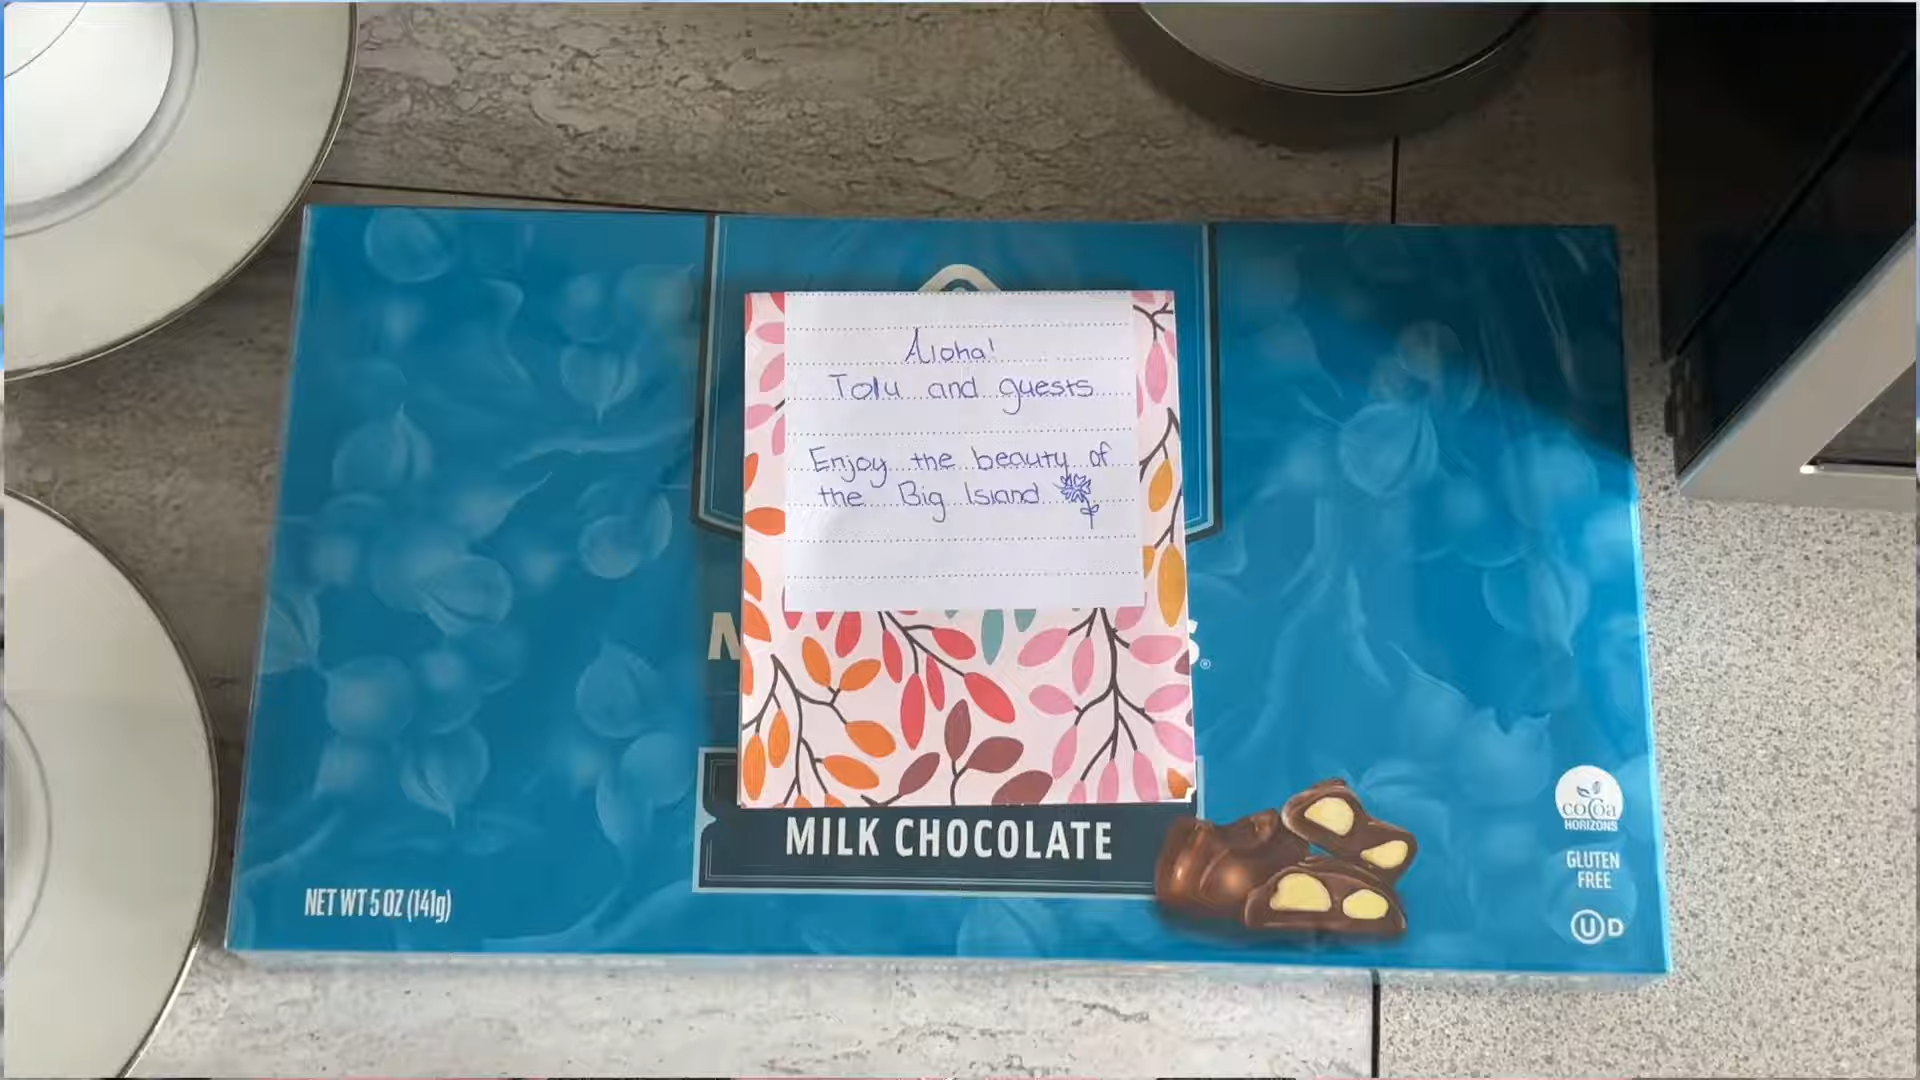 Aloha!
Tolu and guests
Enjoy the beauty of
the Big Island
MILK CHOCOLATE
NET WT 5 OZ (141g)
cocoa
HORIZONS
GLUTEN
FREE
U D